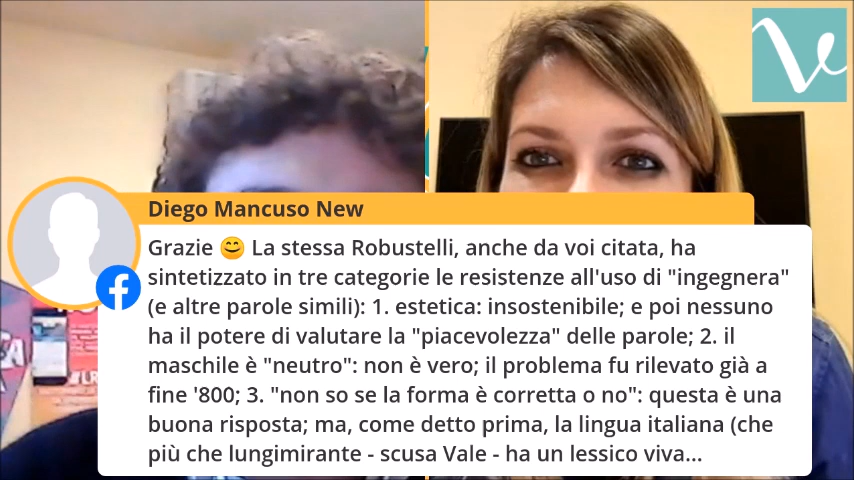 Diego Mancuso New
Grazie 😊 La stessa Robustelli, anche da voi citata, ha
sintetizzato in tre categorie le resistenze all'uso di "ingegnera"
(e altre parole simili): 1. estetica: insostenibile; e poi nessuno
ha il potere di valutare la "piacevolezza" delle parole; 2. il
maschile è "neutro": non è vero; il problema fu rilevato già a
fine '800; 3. "non so se la forma è corretta o no": questa è una
buona risposta; ma, come detto prima, la lingua italiana (che
più che lungimirante - scusa Vale - ha un lessico viva...